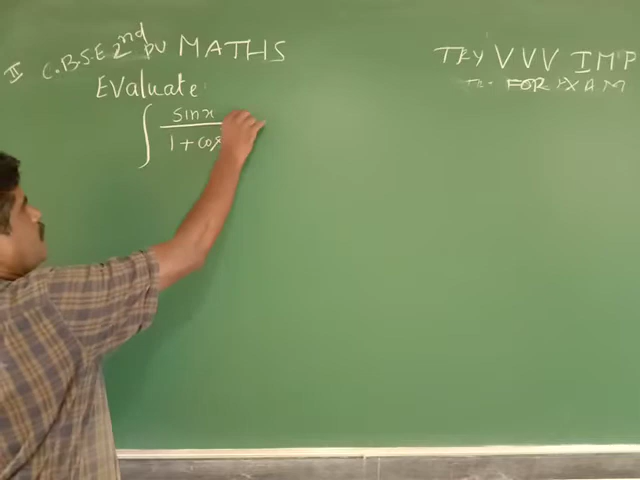 II C.B.S.E 2nd PU MATHS
TRY VVV IMP
FOR EXAM
Evaluate:
∫ sinx
1 + cos